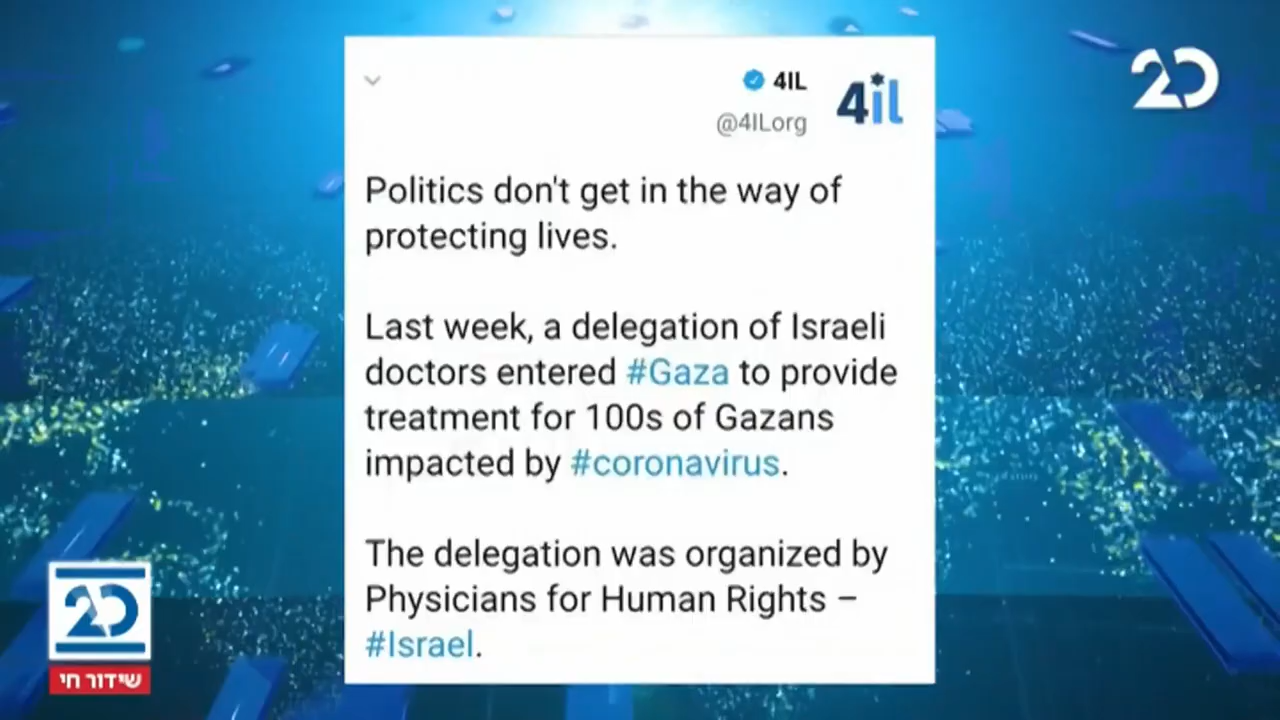 20
4IL
@4ILorg
4il
Politics don't get in the way of
protecting lives.
Last week, a delegation of Israeli
doctors entered #Gaza to provide
treatment for 100s of Gazans
impacted by #coronavirus.
The delegation was organized by
Physicians for Human Rights –
#Israel.
20
שידור חי